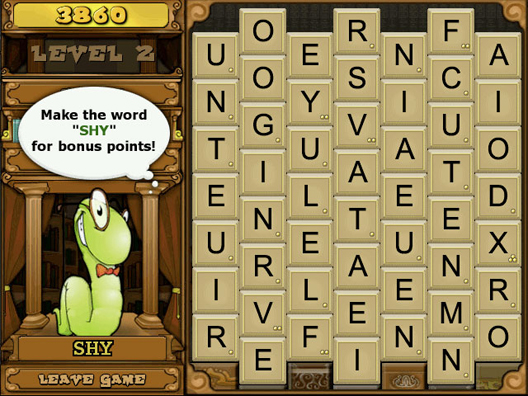 3860
LEVEL 2
Make the word
"SHY"
for bonus points!
SHY
LEAVE GAME
O R F
U E N A
O S C
N Y I I
G V U
T U A O
I A T
E L E D
N T E
U E U X
R A N
I L E R
V E M
R F N O
E I N